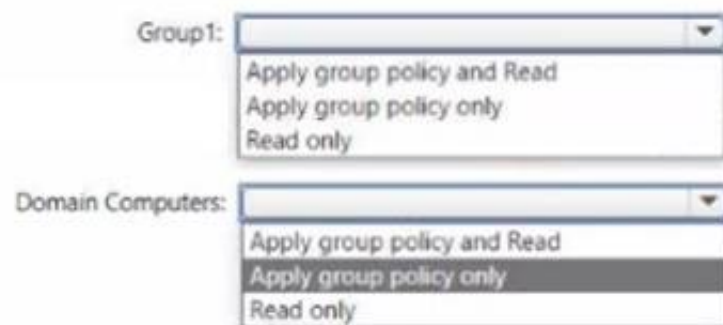 Group1:
Apply group policy and Read
Apply group policy only
Read only
Domain Computers:
Apply group policy and Read
Apply group policy only
Read only